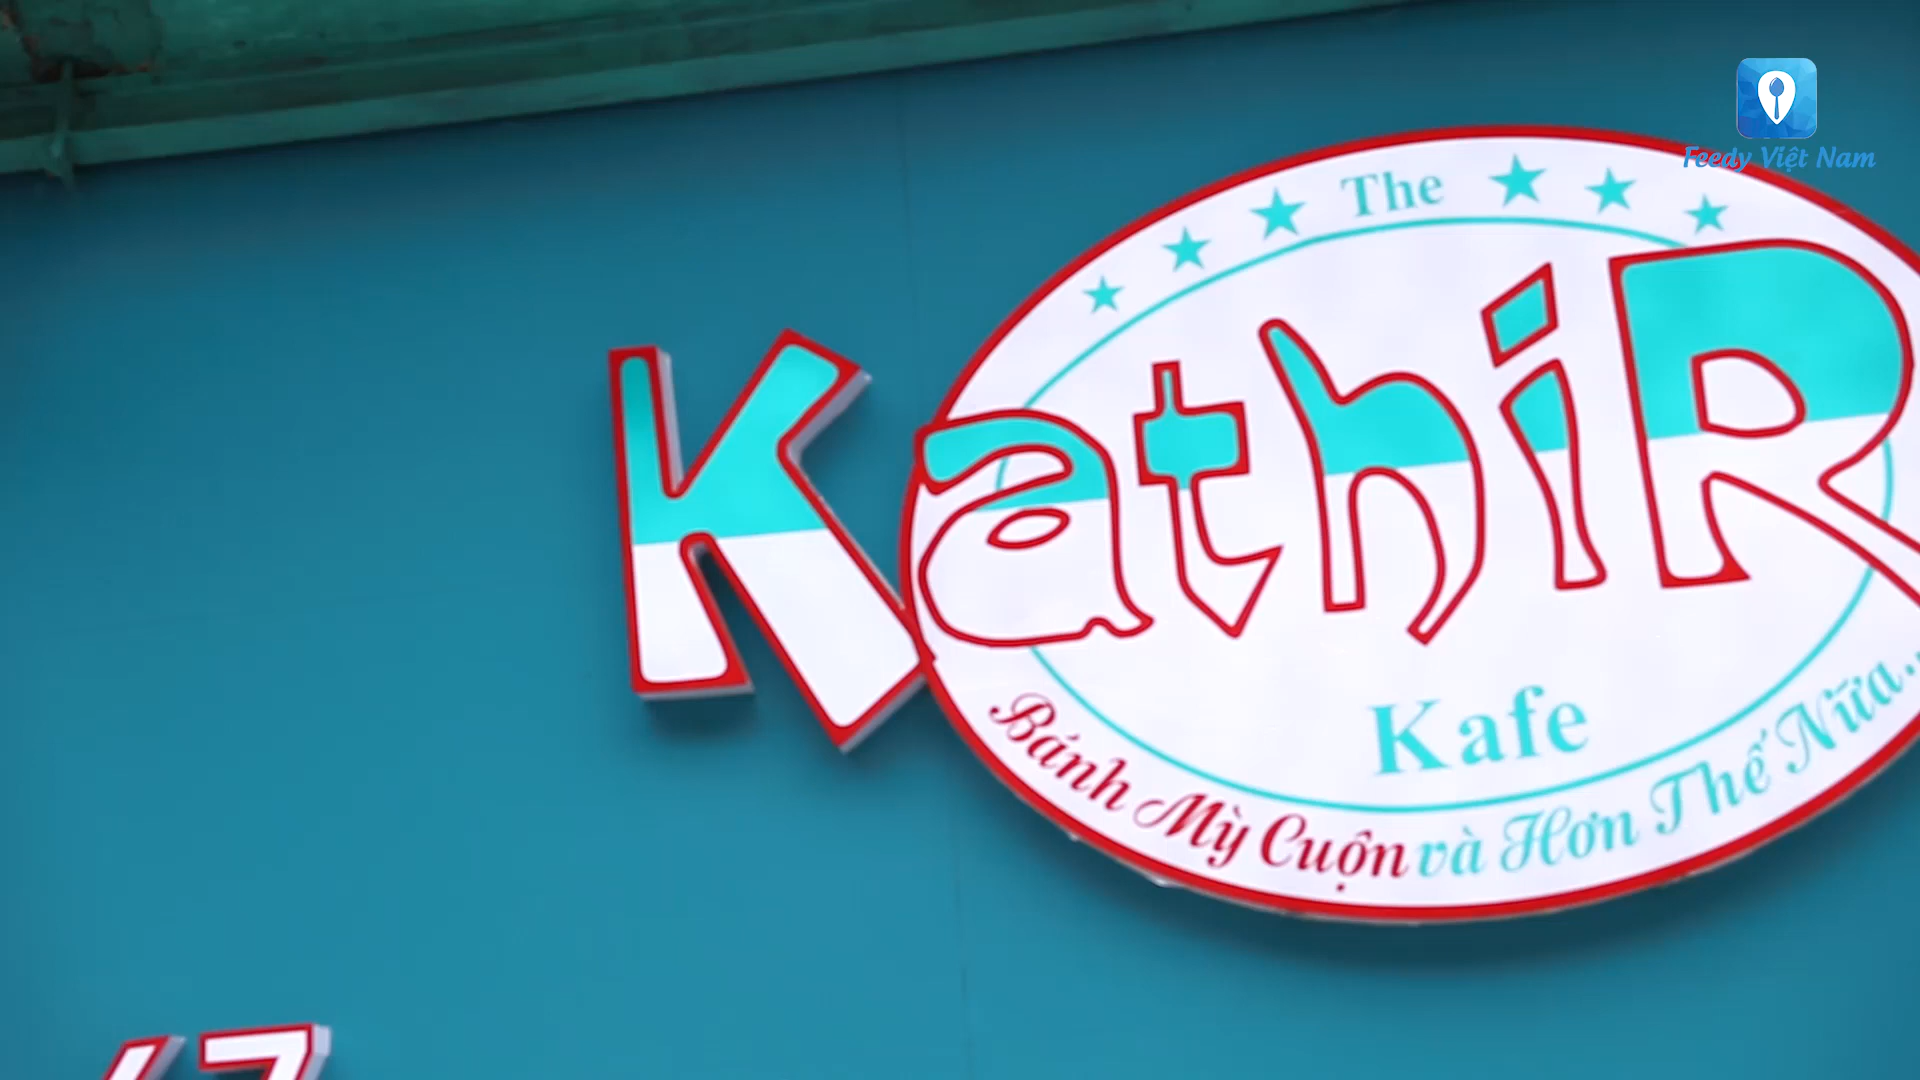 Feedy Việt Nam
The
KathiR
Kafe
Bánh Mỳ Cuộn và Hơn Thế Nữa...